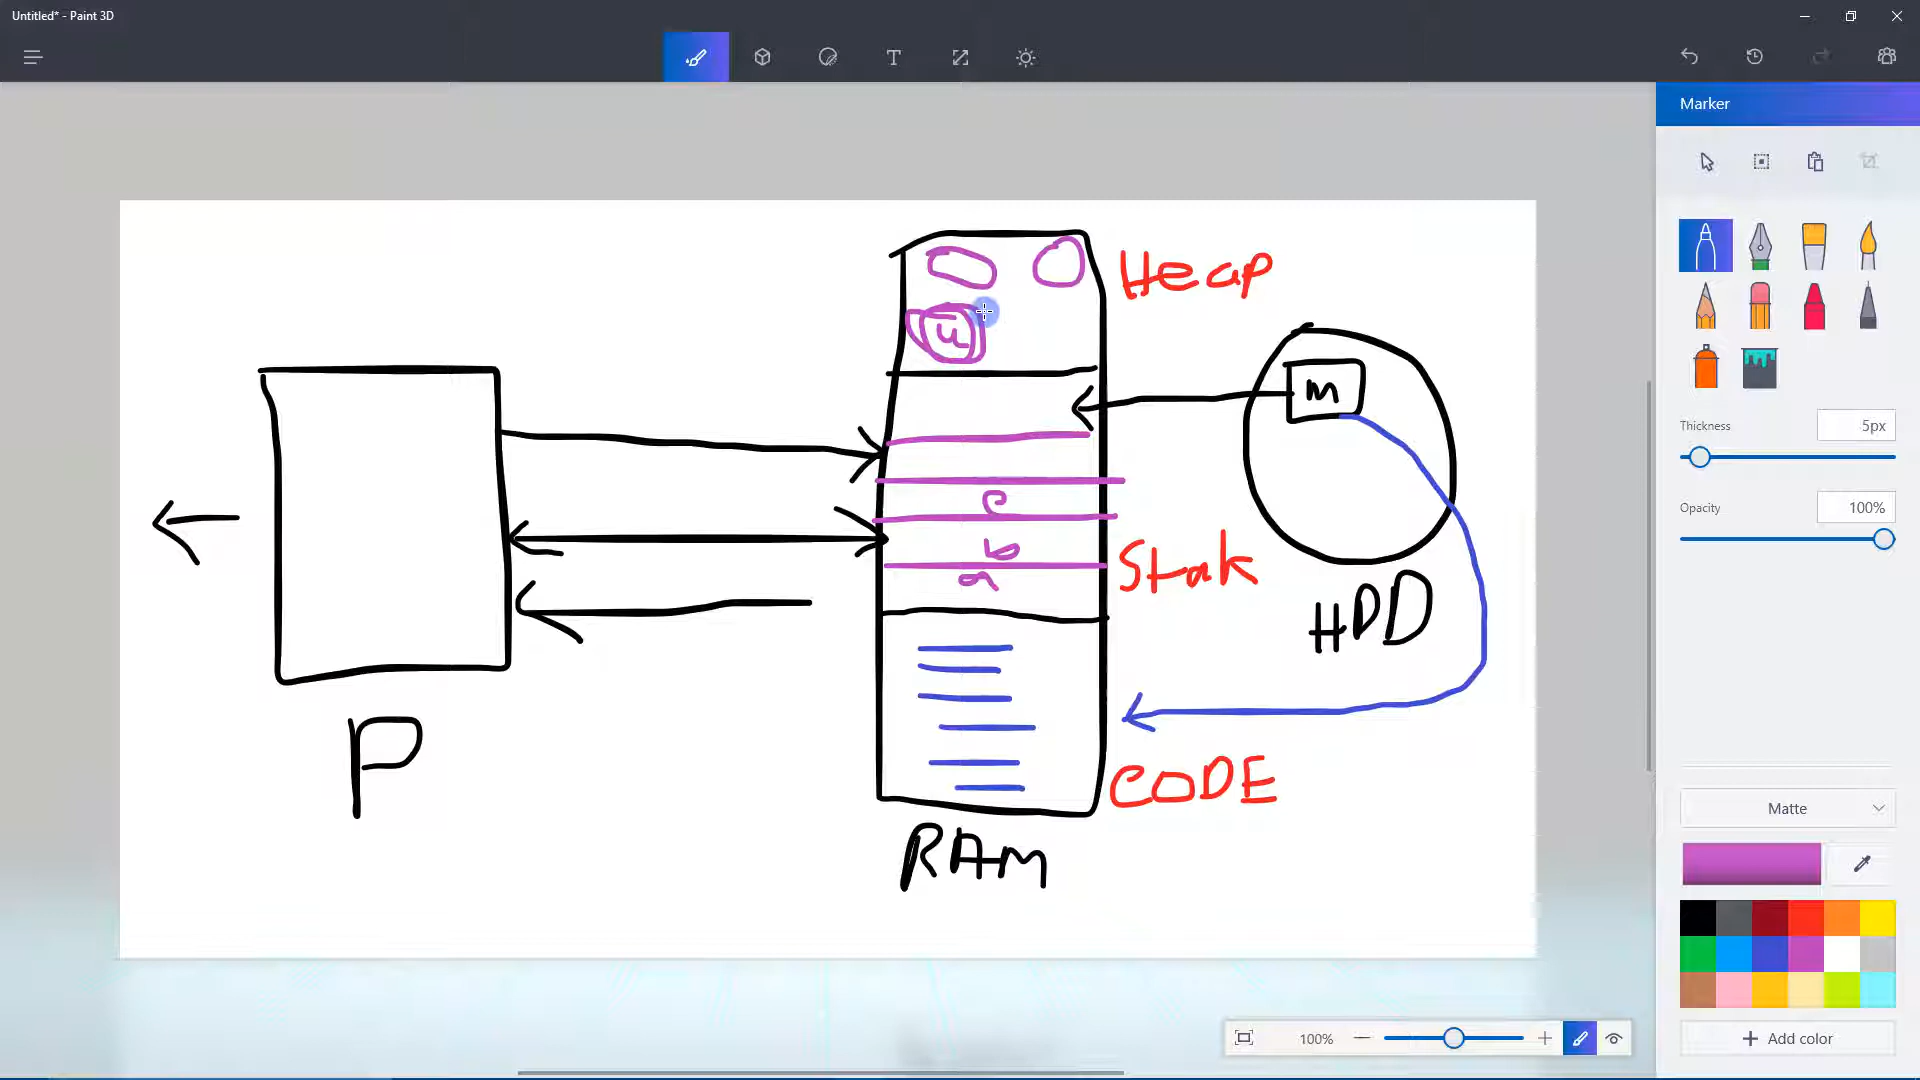 Untitled* - Paint 3D
Marker
Heap
m
Thickness
5px
Opacity
100%
c
b
a
Stak
HDD
P
CODE
RAM
Matte
100%
Add color